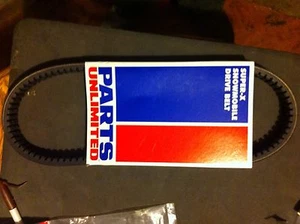 SUPER-X
SNOWMOBILE
DRIVE BELT
PARTS
UNLIMITED